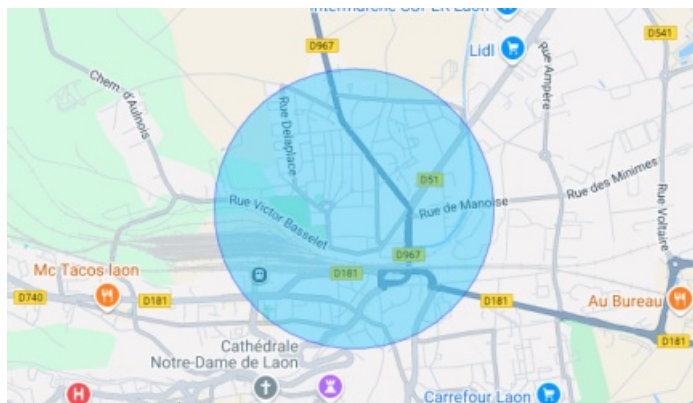 Intermarché SUPER Laon
D967
D541
Lidl
Chem. d'Aulnois
Rue Ampère
Rue Delaplace
D51
Rue des Minimes
Rue Victor Basselet
Rue de Manoise
Rue Voltaire
D967
Mc Tacos laon
D181
D740
D181
D181
Au Bureau
D181
Cathédrale
Notre-Dame de Laon
H
Carrefour Laon